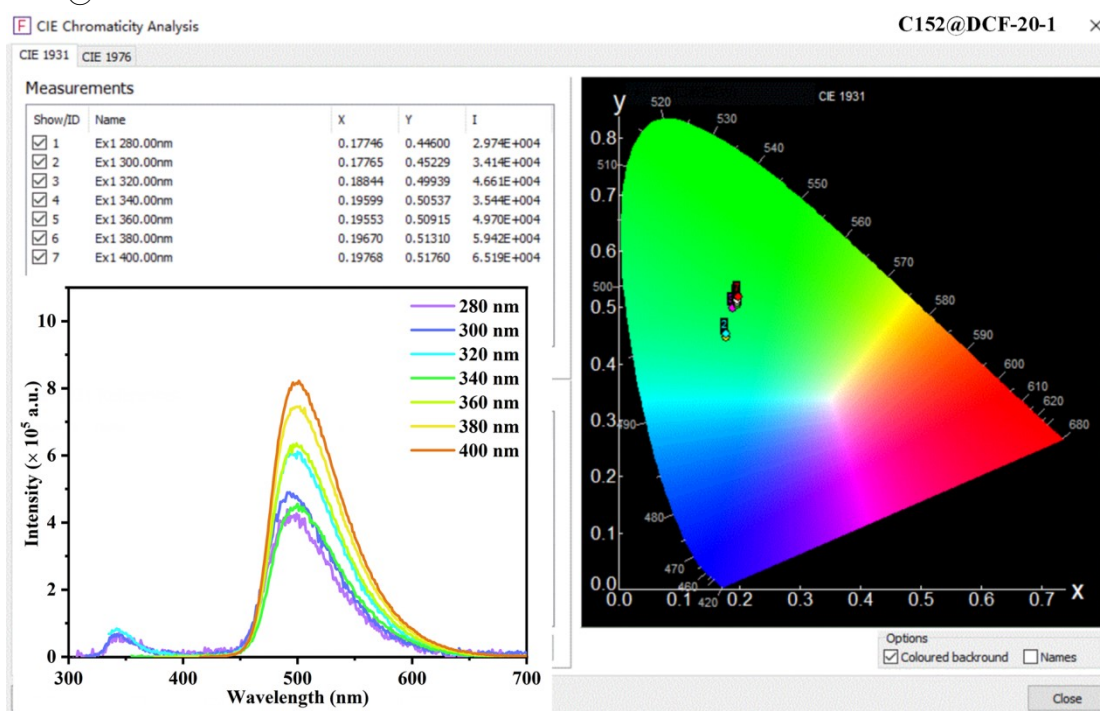 CIE Chromaticity Analysis
C152@DCF-20-1
CIE 1931 CIE 1976
Measurements
Show/ID Name X Y I
1 Ex1 280.00nm 0.17746 0.44600 2.974E+004
2 Ex1 300.00nm 0.17765 0.45229 3.414E+004
3 Ex1 320.00nm 0.18844 0.49939 4.661E+004
4 Ex1 340.00nm 0.19599 0.50537 3.544E+004
5 Ex1 360.00nm 0.19553 0.50915 4.970E+004
6 Ex1 380.00nm 0.19670 0.51310 5.942E+004
7 Ex1 400.00nm 0.19768 0.51760 6.519E+004
10
8
6
4
2
0
Intensity (× 10⁵ a.u.)
300 400 500 600 700
Wavelength (nm)
280 nm
300 nm
320 nm
340 nm
360 nm
380 nm
400 nm
CIE 1931
y
0.8
0.7
0.6
0.5
0.4
0.3
0.2
0.1
0.0
0.0 0.1 0.2 0.3 0.4 0.5 0.6 0.7 X
520
530
540
550
560
570
580
590
600
610
620
680
510
500
490
480
470
460
420
2
Options
Coloured backround Names
Close